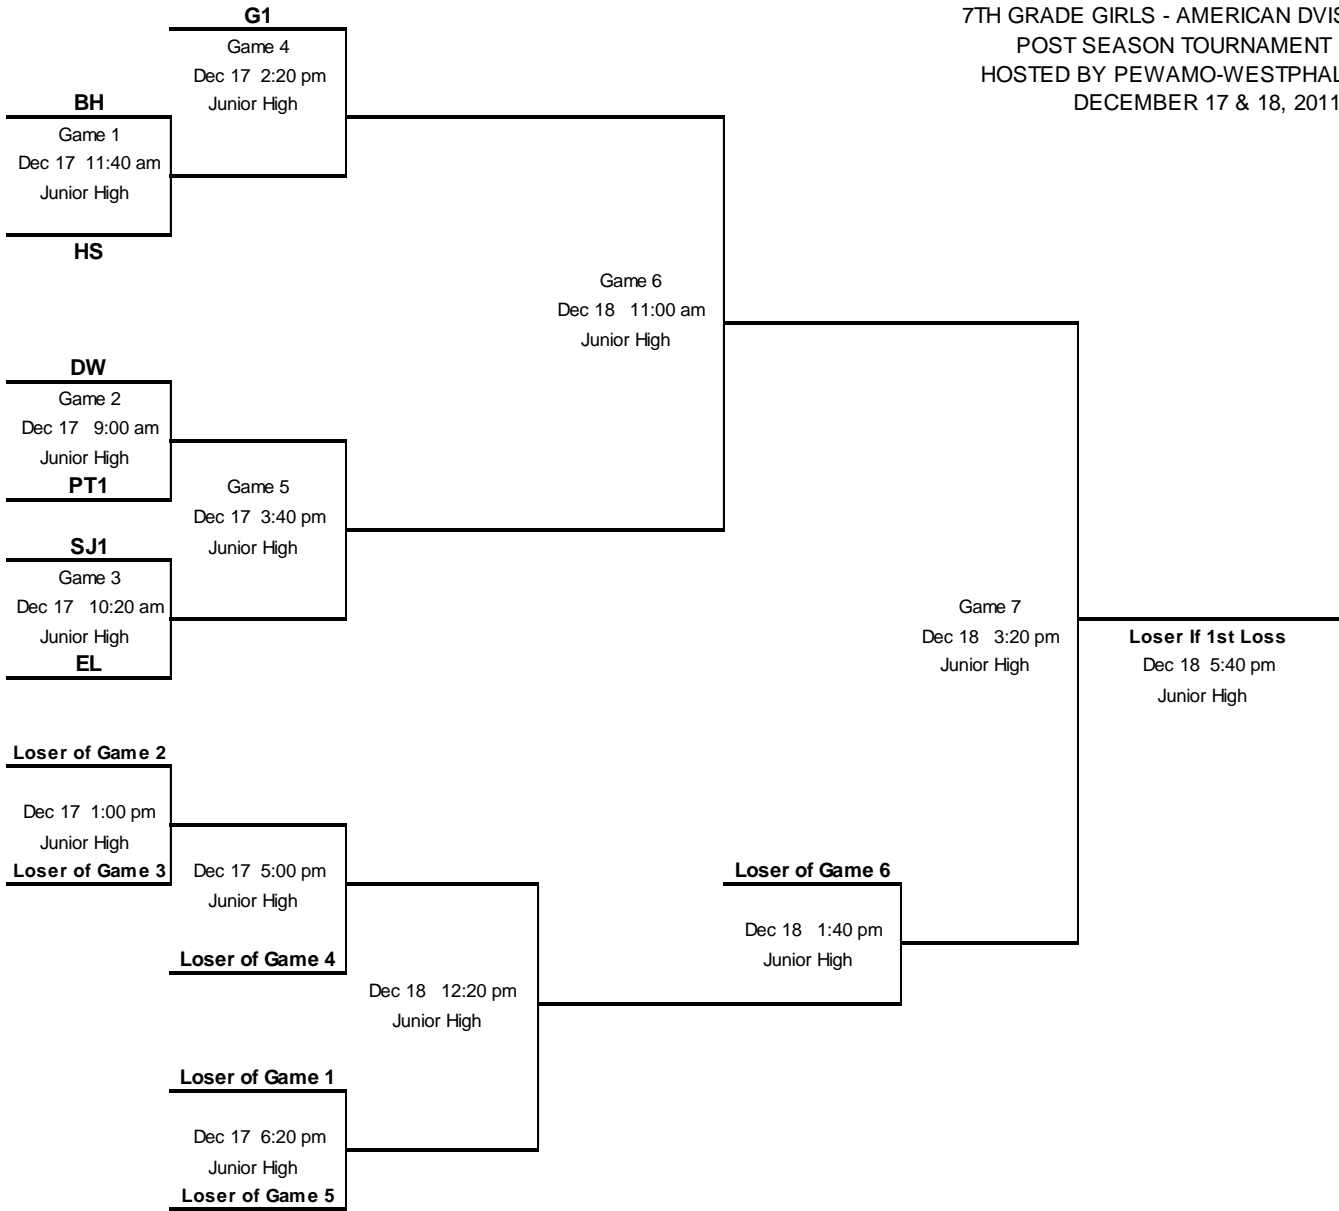 7TH GRADE GIRLS - AMERICAN DVIS
POST SEASON TOURNAMENT
HOSTED BY PEWAMO-WESTPHAL
DECEMBER 17 & 18, 2011
G1
Game 4
Dec 17 2:20 pm
Junior High
BH
Game 1
Dec 17 11:40 am
Junior High
HS
Game 6
Dec 18 11:00 am
Junior High
DW
Game 2
Dec 17 9:00 am
Junior High
PT1
Game 5
Dec 17 3:40 pm
Junior High
SJ1
Game 3
Dec 17 10:20 am
Junior High
EL
Game 7
Dec 18 3:20 pm
Junior High
Loser If 1st Loss
Dec 18 5:40 pm
Junior High
Loser of Game 2
Dec 17 1:00 pm
Junior High
Loser of Game 3
Dec 17 5:00 pm
Junior High
Loser of Game 4
Loser of Game 6
Dec 18 1:40 pm
Junior High
Dec 18 12:20 pm
Junior High
Loser of Game 1
Dec 17 6:20 pm
Junior High
Loser of Game 5